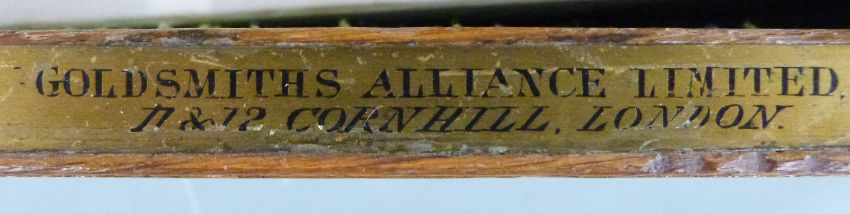 GOLDSMITHS ALLIANCE LIMITED,
11 & 12 CORNHILL, LONDON.